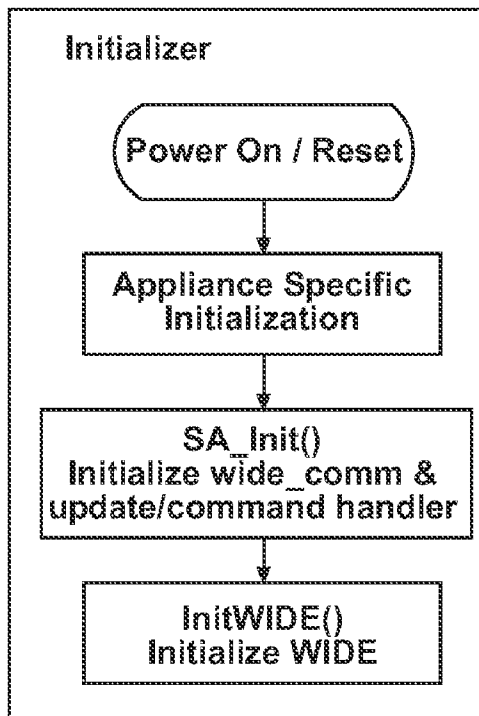 Initializer
Power On / Reset
Appliance Specific
Initialization
SA_Init()
Initialize wide_comm &
update/command handler
InitWIDE()
Initialize WIDE